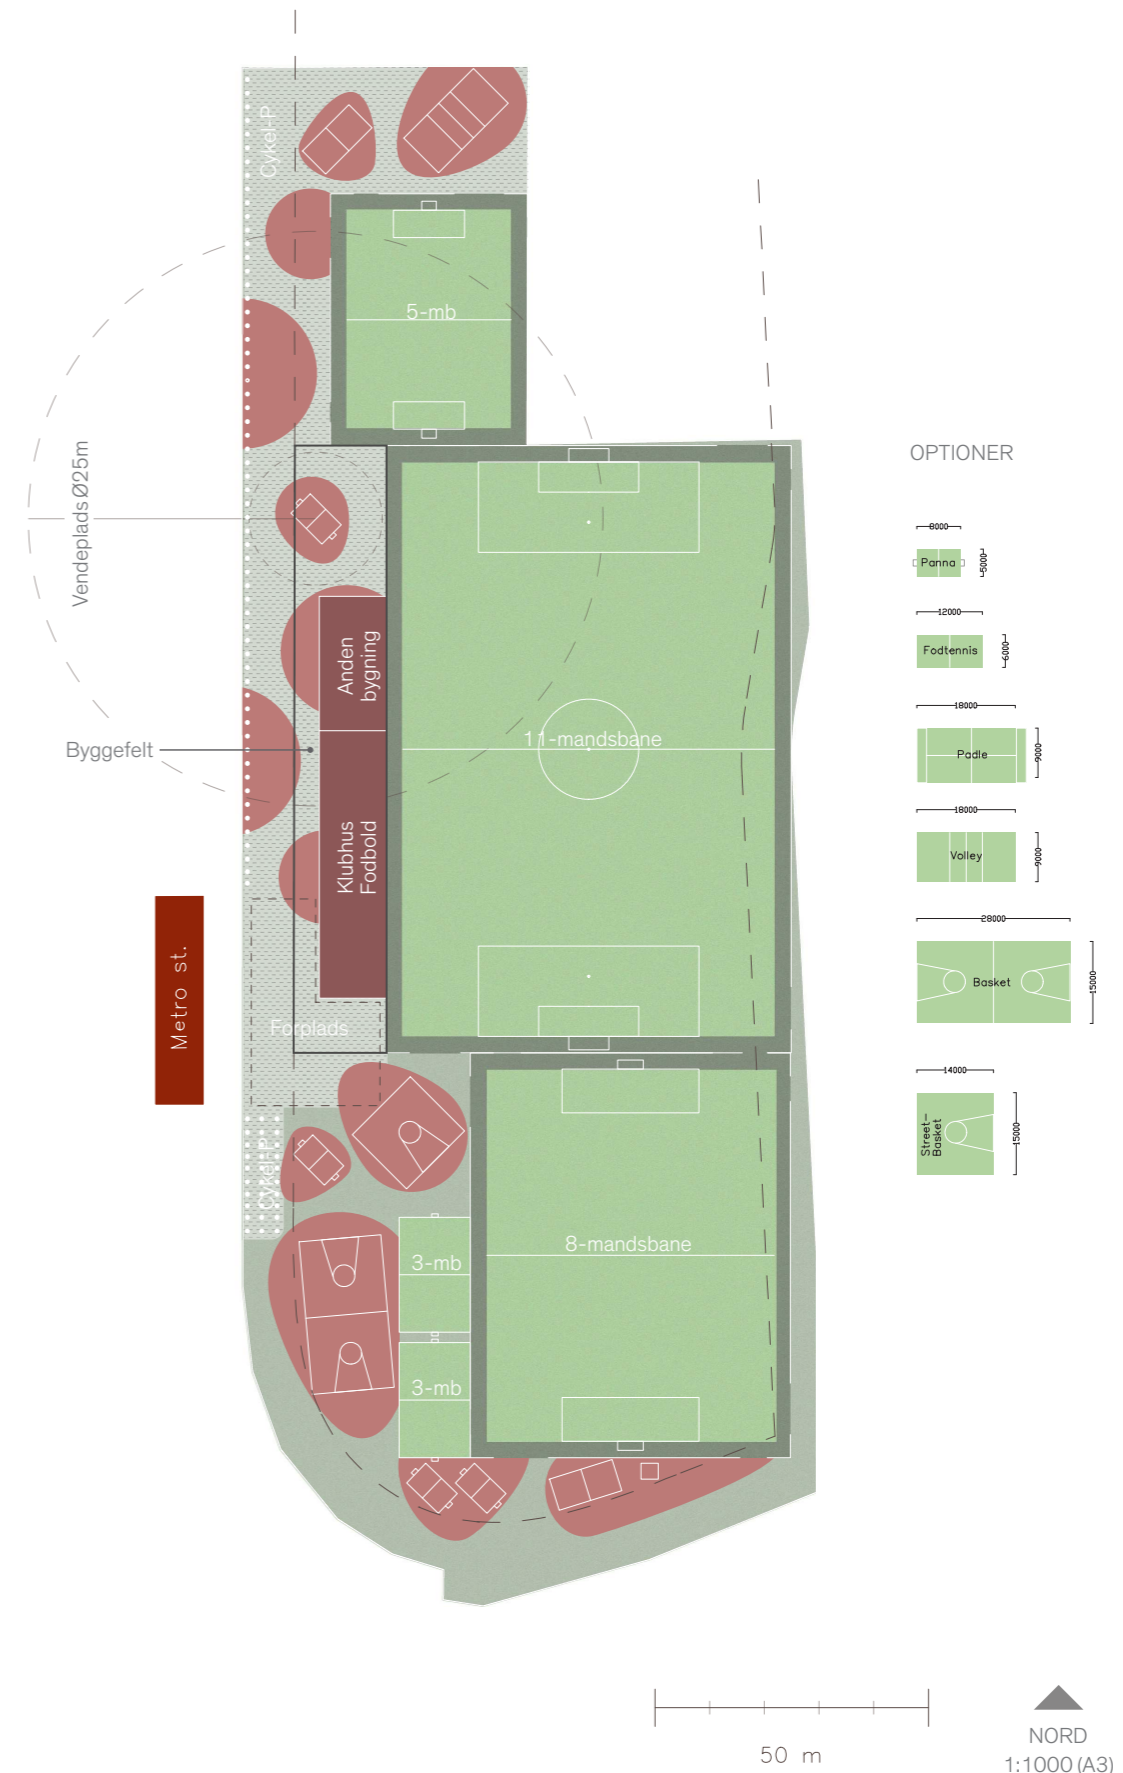 Cykel-P
5-mb
Vendeplads Ø25m
OPTIONER
8000
Panna
5000
12000
Fodtennis
6000
Anden
bygning
18000
Padle
9000
11-mandsbane
Byggefelt
18000
Volley
9000
Klubhus
Fodbold
28000
Basket
15000
Metro st.
Forplads
14000
Street-
Basket
15000
Cykel-P
8-mandsbane
3-mb
3-mb
50 m
NORD
1:1000 (A3)